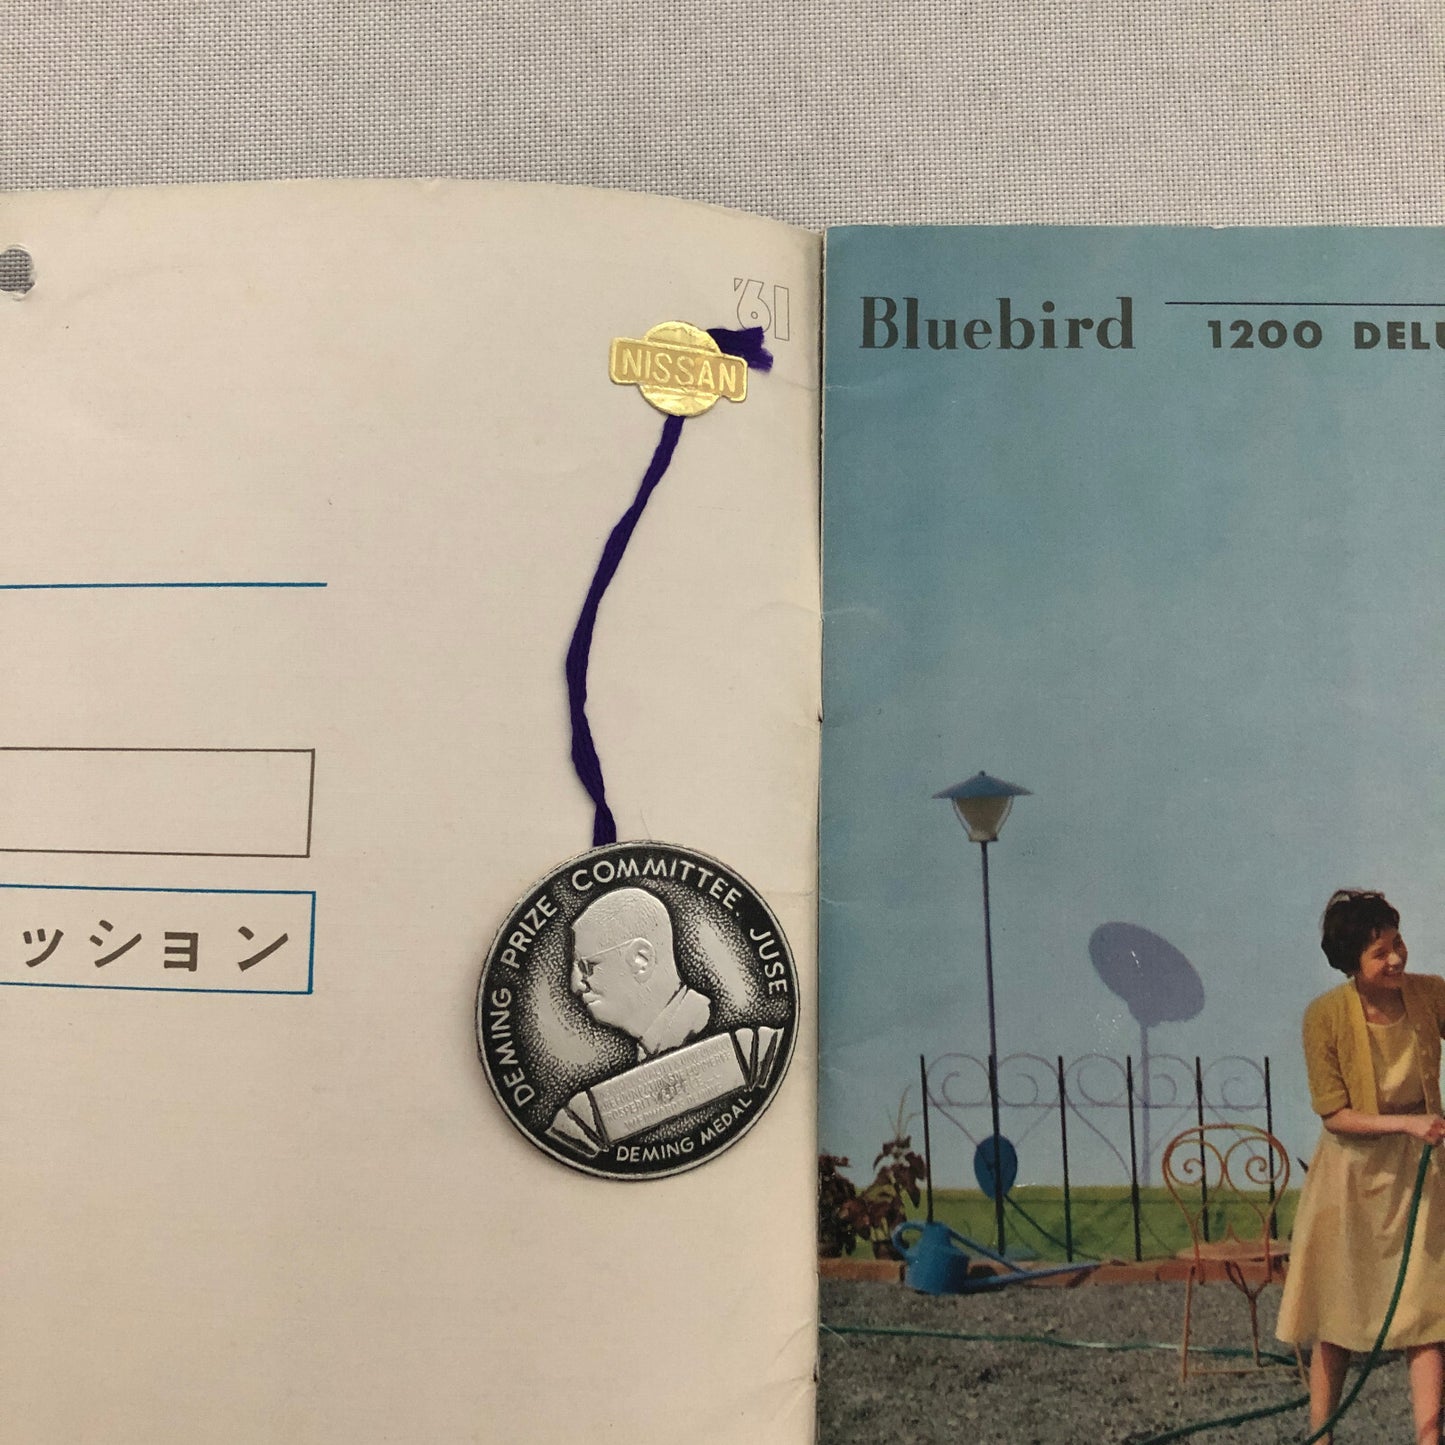 '61
NISSAN
ッション
DEMING PRIZE COMMITTEE. JUSE
DEMING MEDAL
Bluebird
1200 DELU